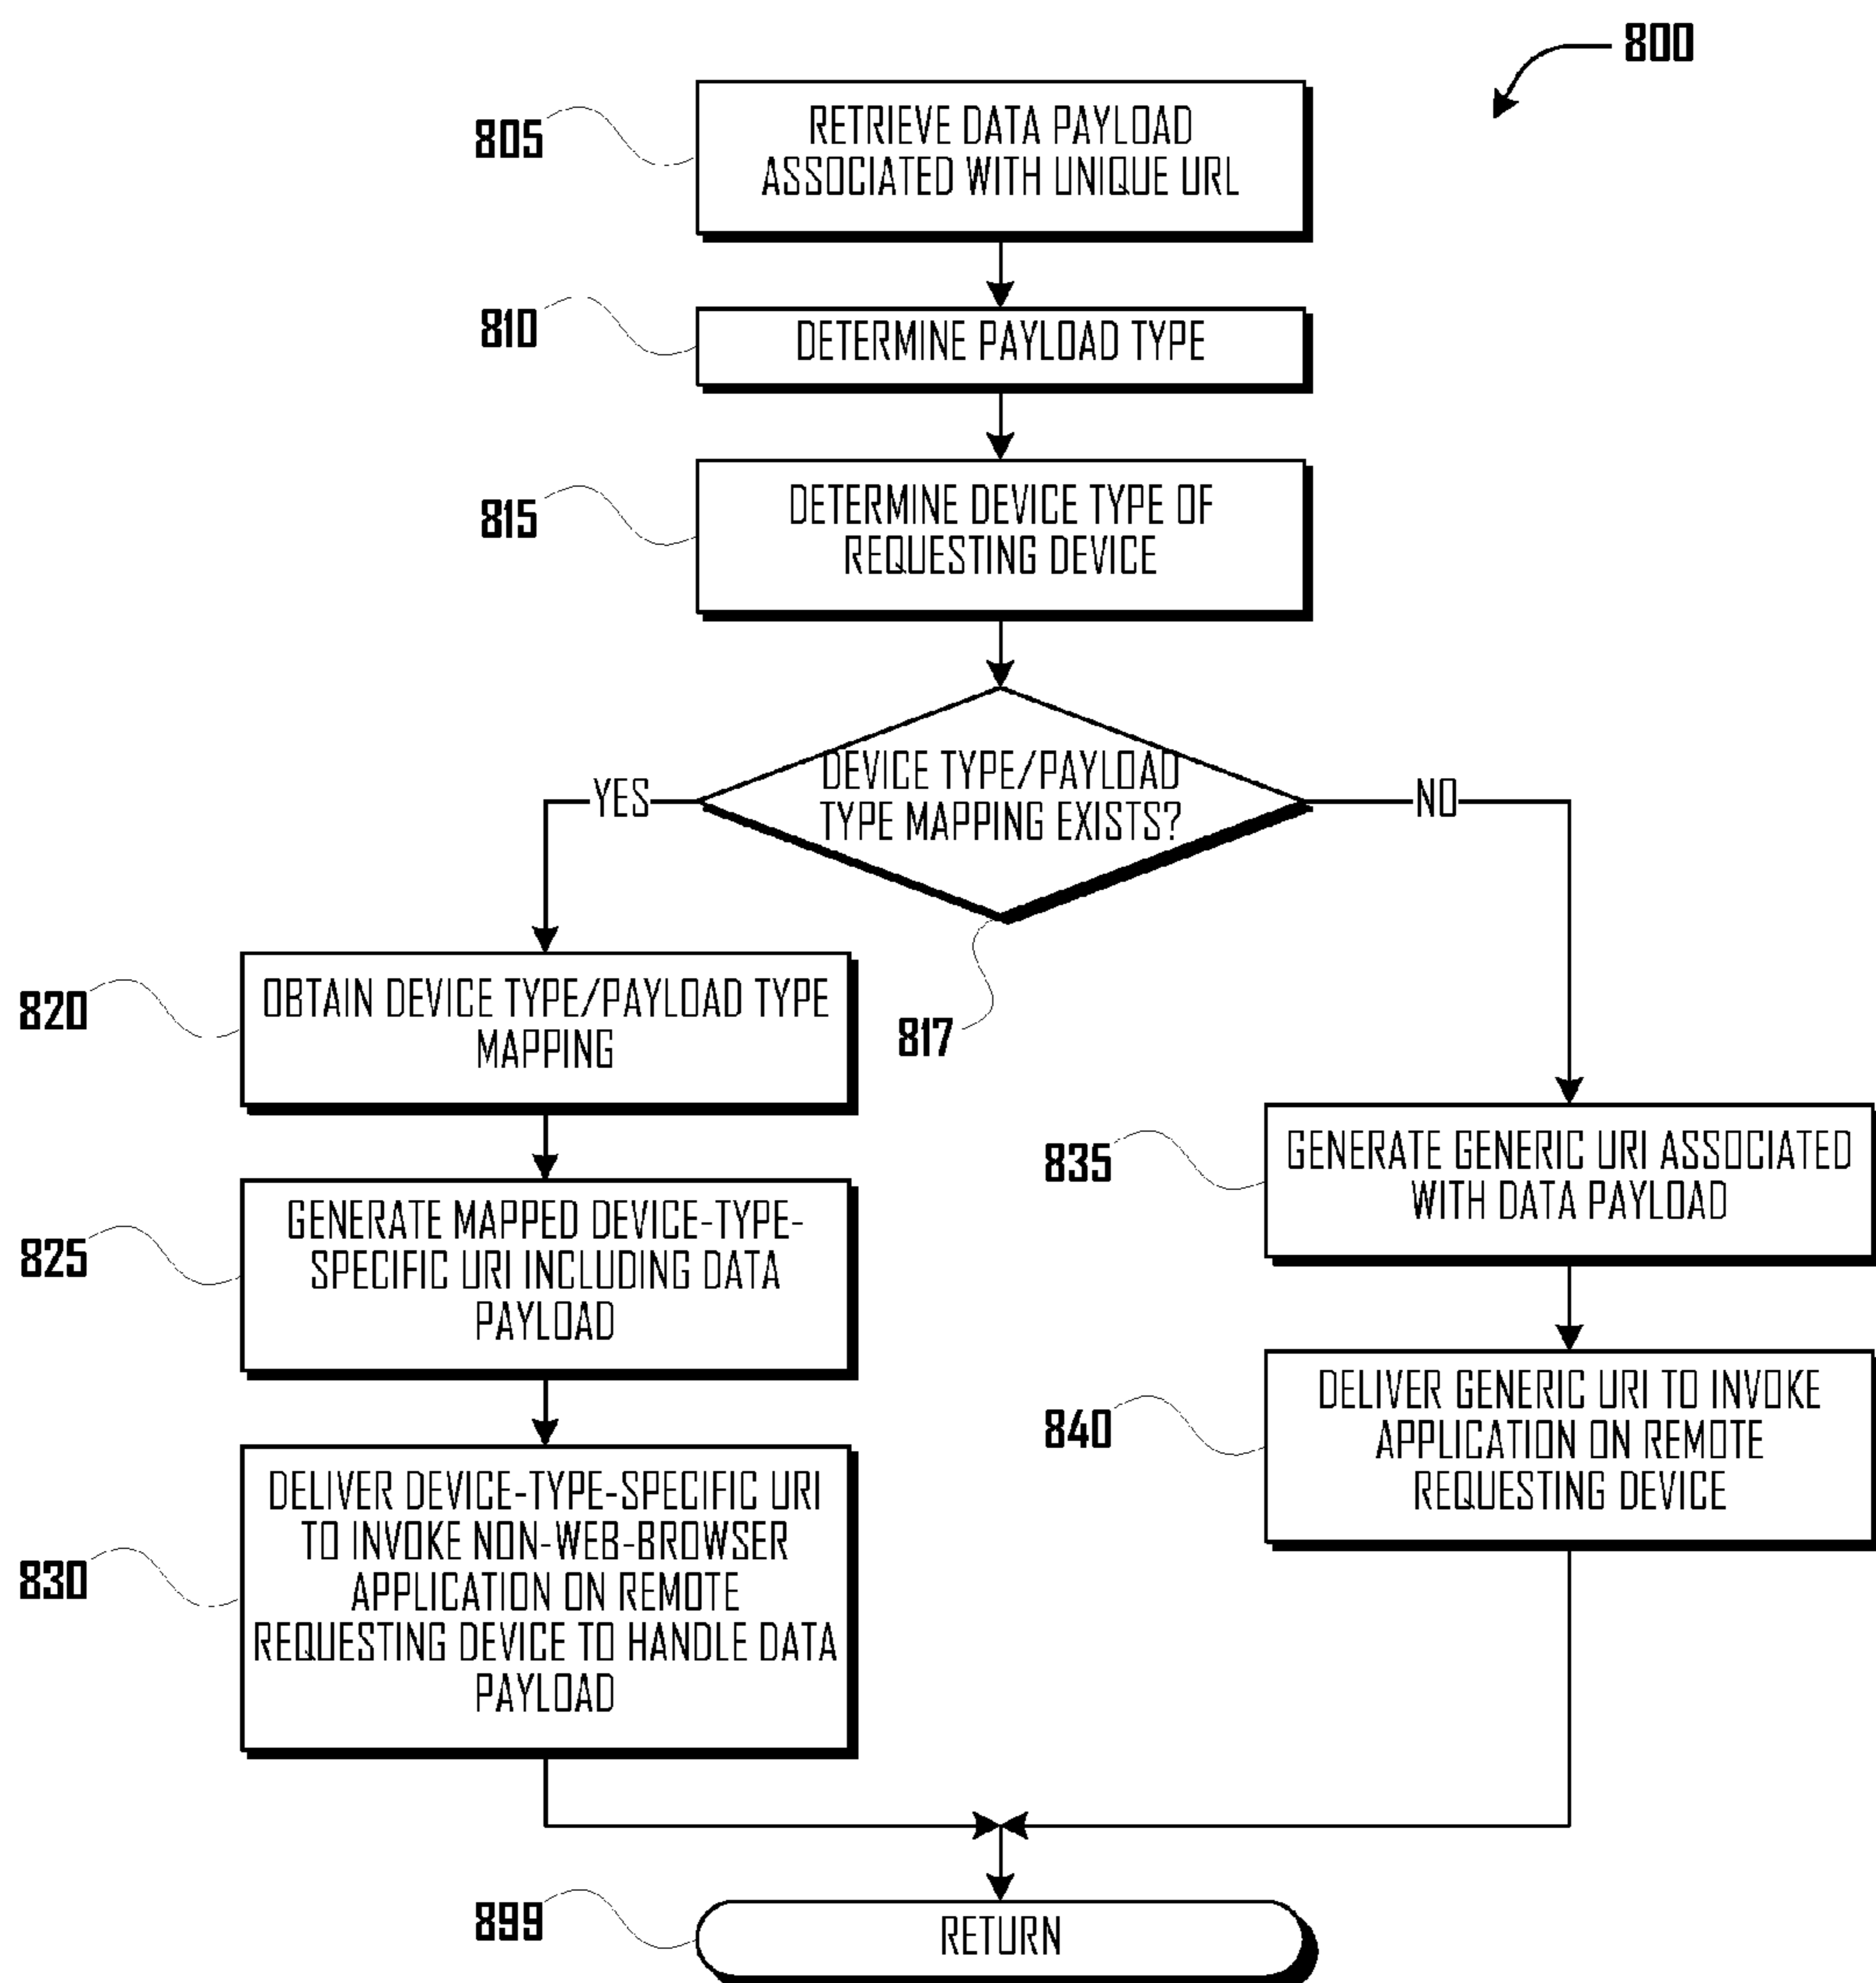 800
805
RETRIEVE DATA PAYLOAD
ASSOCIATED WITH UNIQUE URL
810
DETERMINE PAYLOAD TYPE
815
DETERMINE DEVICE TYPE OF
REQUESTING DEVICE
DEVICE TYPE/PAYLOAD
TYPE MAPPING EXISTS?
YES
NO
817
820
OBTAIN DEVICE TYPE/PAYLOAD TYPE
MAPPING
825
GENERATE MAPPED DEVICE-TYPE-
SPECIFIC URI INCLUDING DATA
PAYLOAD
830
DELIVER DEVICE-TYPE-SPECIFIC URI
TO INVOKE NON-WEB-BROWSER
APPLICATION ON REMOTE
REQUESTING DEVICE TO HANDLE DATA
PAYLOAD
835
GENERATE GENERIC URI ASSOCIATED
WITH DATA PAYLOAD
840
DELIVER GENERIC URI TO INVOKE
APPLICATION ON REMOTE
REQUESTING DEVICE
899
RETURN